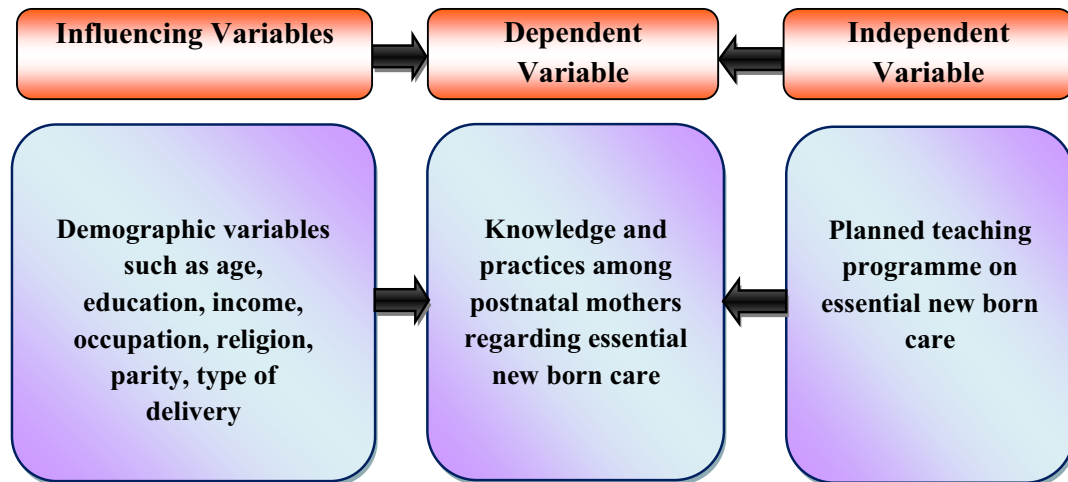 Influencing Variables
Dependent
Variable
Independent
Variable
Demographic variables
such as age,
education, income,
occupation, religion,
parity, type of
delivery
Knowledge and
practices among
postnatal mothers
regarding essential
new born care
Planned teaching
programme on
essential new born
care